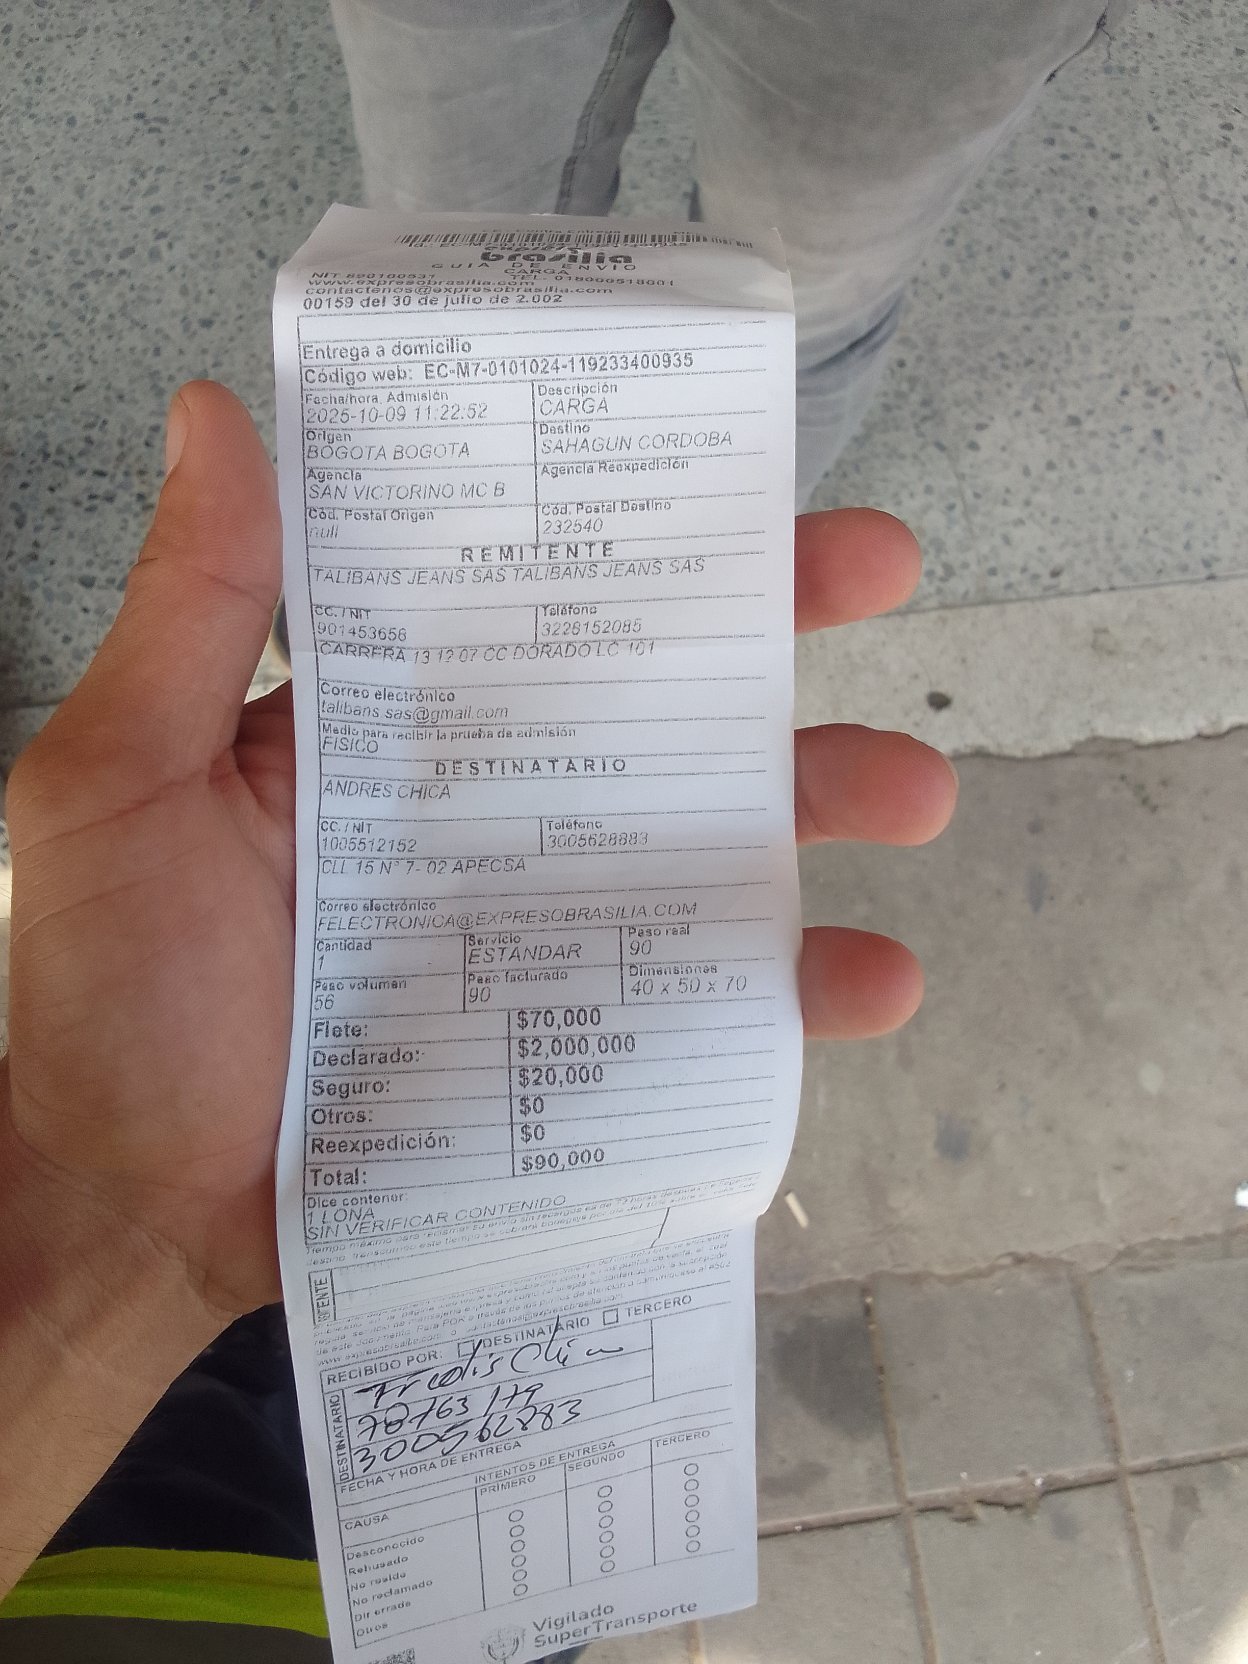 brasilia
GUIA DE ENVIO
CARGA
NIT 890100531 TEL. 018000518001
www.expresobrasilia.com
contactenos@expresobrasilia.com
00159 del 30 de julio de 2.002
Entrega a domicilio
Código web: EC-M7-0101024-119233400935
Fecha/hora. Admisión Descripción
2025-10-09 11:22:52 CARGA
Origen Destino
BOGOTA BOGOTA SAHAGUN CORDOBA
Agencia Agencia Reexpedición
SAN VICTORINO MC B
Cód. Postal Origen Cód. Postal Destino
null 232540
REMITENTE
TALIBANS JEANS SAS TALIBANS JEANS SAS
CC. / NIT Teléfono
901453656 3228152085
CARRERA 13 12 07 CC DORADO LC 101
Correo electrónico
talibans.sas@gmail.com
Medio para recibir la prueba de admisión
FISICO
DESTINATARIO
ANDRES CHICA
CC. / NIT Teléfono
1005512152 3005628883
CLL 15 N° 7- 02 APECSA
Correo electrónico
FELECTRONICA@EXPRESOBRASILIA.COM
Cantidad Servicio Peso real
1 ESTANDAR 90
Peso volumen Peso facturado Dimensiones
56 90 40 x 50 x 70
Flete: $70,000
Declarado: $2,000,000
Seguro: $20,000
Otros: $0
Reexpedición: $0
Total: $90,000
Dice contener:
1 LONA
SIN VERIFICAR CONTENIDO
RECIBIDO POR: DESTINATARIO TERCERO
DESTINATARIO
78763179
300562883
FECHA Y HORA DE ENTREGA
INTENTOS DE ENTREGA
CAUSA PRIMERO SEGUNDO TERCERO
Desconocido
Rehusado
No reside
No reclamado
Dir errada
Otros
Vigilado
SuperTransporte